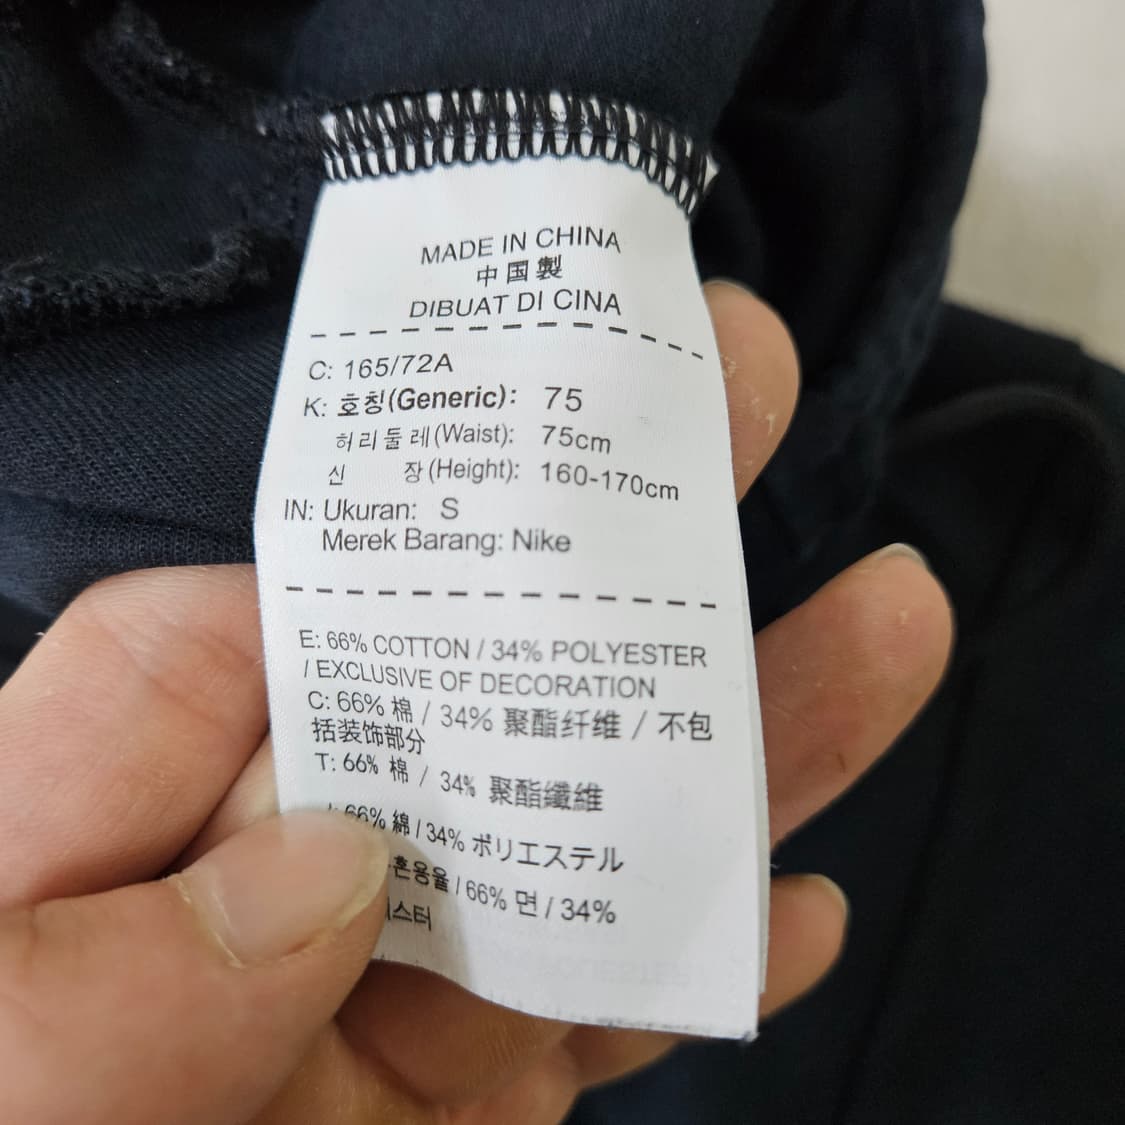 MADE IN CHINA
中国製
DIBUAT DI CINA
C: 165/72A
K: 호칭(Generic): 75
허리둘레(Waist): 75cm
신 장(Height): 160-170cm
IN: Ukuran: S
Merek Barang: Nike
E: 66% COTTON / 34% POLYESTER
/ EXCLUSIVE OF DECORATION
C: 66% 棉 / 34% 聚酯纤维 / 不包
括装饰部分
T: 66% 棉 / 34% 聚酯纖維
66% 綿 / 34% ポリエステル
혼용율 / 66% 면 / 34%
스터